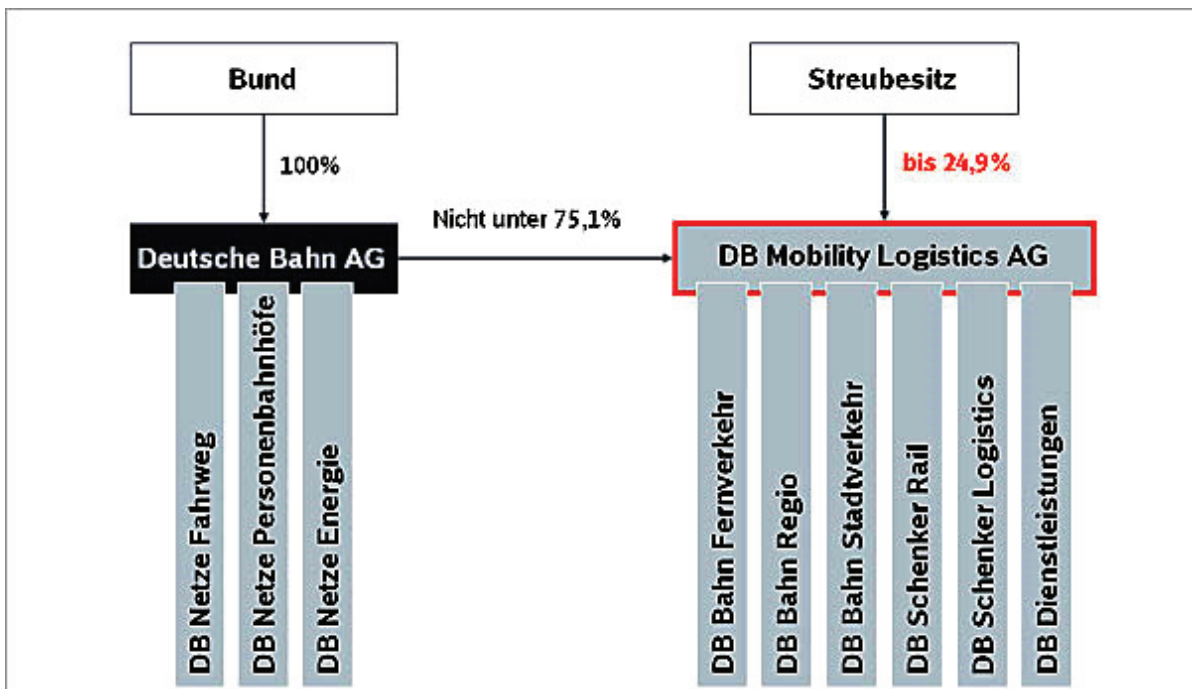 Bund
Streubesitz
100%
bis 24,9%
Nicht unter 75,1%
Deutsche Bahn AG
DB Mobility Logistics AG
DB Netze Fahrweg
DB Netze Personenbahnhöfe
DB Netze Energie
DB Bahn Fernverkehr
DB Bahn Regio
DB Bahn Stadtverkehr
DB Schenker Rail
DB Schenker Logistics
DB Dienstleistungen